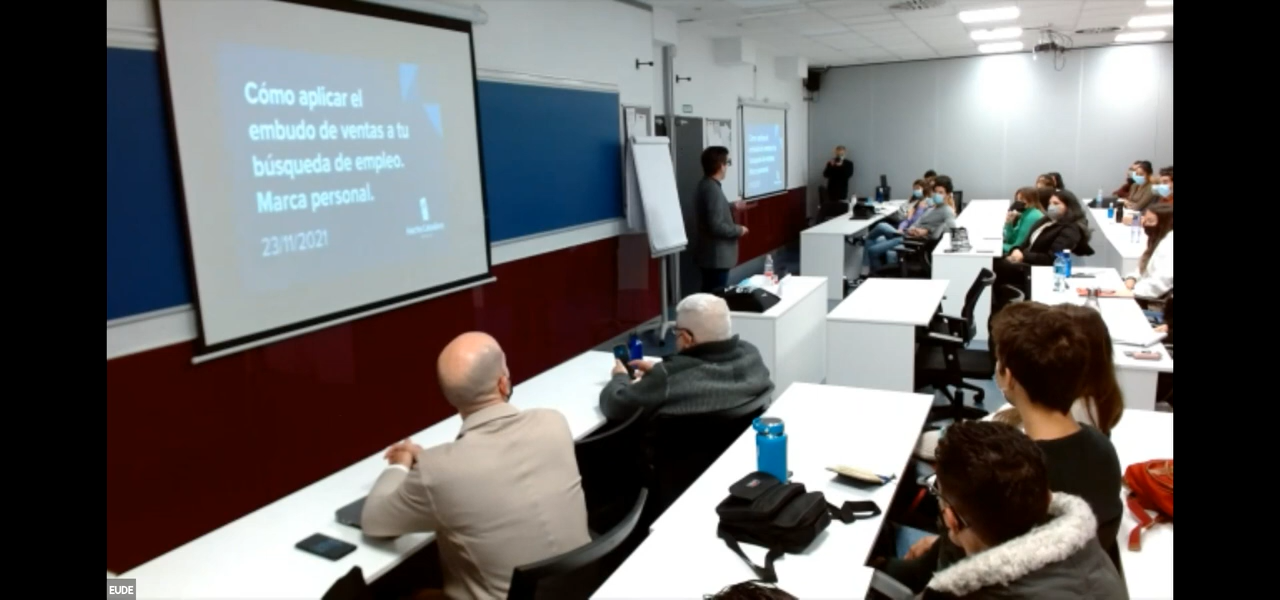 Cómo aplicar el
embudo de ventas a tu
búsqueda de empleo.
Marca personal.
23/11/2021
EUDE